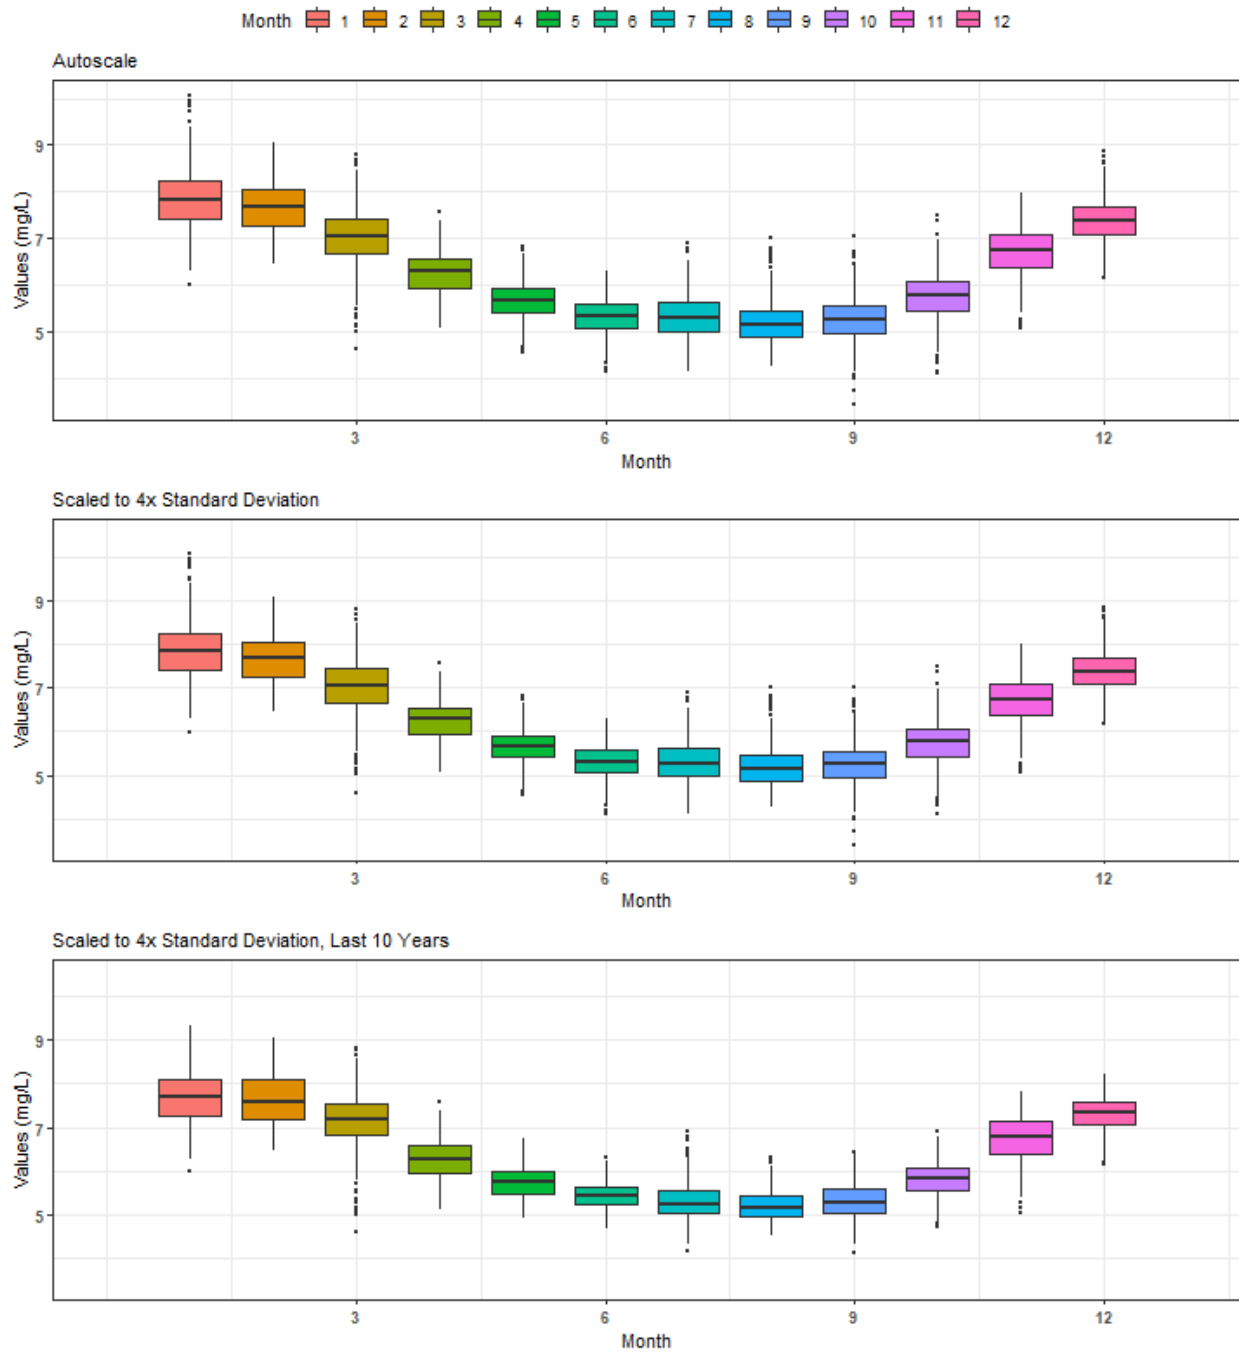 Month 1 2 3 4 5 6 7 8 9 10 11 12
Autoscale
Values (mg/L)
9
7
5
3 6 9 12
Month
Scaled to 4x Standard Deviation
Values (mg/L)
9
7
5
3 6 9 12
Month
Scaled to 4x Standard Deviation, Last 10 Years
Values (mg/L)
9
7
5
3 6 9 12
Month